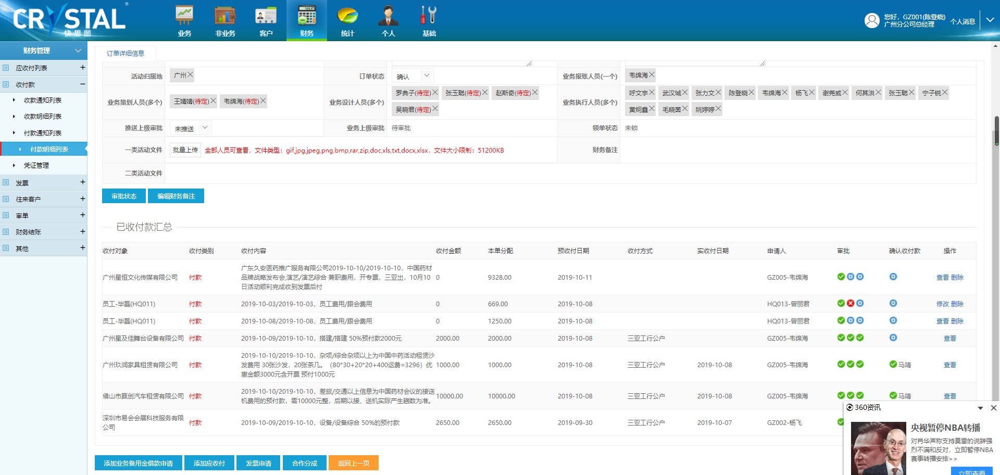 CRYSTAL ®
快思图
业务 非业务 客户 财务 统计 个人 基础
您好，GZ001(陈登晓)
广州分公司总经理
个人消息
财务管理
应收付列表 +
收付款 −
收款通知列表
收款明细列表
付款通知列表
付款明细列表
凭证管理
发票 +
往来客户 +
审单 +
财务结账 +
其他 +
订单详细信息
活动归属地 广州 订单状态 确认 业务报账人员(一个) 韦绵海
业务策划人员(多个) 王婧婧(待定) 韦绵海(待定)
业务设计人员(多个) 罗典子(待定) 张玉聪(待定) 赵斯奇(待定)
吴晓君(待定)
业务执行人员(多个) 呼文宇 武汉城 张力文 陈登晓 韦绵海 杨飞 谢尧威 何其洪 张玉聪 宁子锐
黄炯鑫 毛晓茵 姚婷婷
推送上级审批 未推送 业务上级审批 待审批 锁单状态 未锁
一类活动文件 批量上传 全部人员可查看，文件类型：gif,jpg,jpeg,png,bmp,rar,zip,doc,xls,txt,docx,xlsx，文件大小限制：51200KB 财务备注
二类活动文件
审批状态 编辑财务备注
已收付款汇总
收付对象 收付类别 收付内容 收付金额 本单分配 预收付日期 收付方式 实收付日期 申请人 审批 确认收付款 操作
广东久安医药推广服务有限公司2019-10-10/2019-10-10，中国药材
广州星恒文化传媒有限公司 付款 品牌战略发布会,演艺/演艺综合 兼职费用，开专票，三亚出，10月10 0 9328.00 2019-10-11 GZ005-韦绵海 查看 删除
日活动顺利完成收到发票后付
员工-毕磊(HQ011) 付款 2019-10-03/2019-10-03，员工费用/跟会费用 0 669.00 2019-10-08 HQ013-曾丽君 修改 删除
员工-毕磊(HQ011) 付款 2019-10-08/2019-10-08，员工费用/跟会费用 0 1250.00 2019-10-08 HQ013-曾丽君 查看 删除
广州星及佳舞台设备有限公司 付款 2019-10-09/2019-10-10，搭建/搭建 50%预付款2000元 2000.00 2000.00 2019-10-08 三亚工行公户 GZ005-韦绵海 查看
2019-10-10/2019-10-10，杂项/综合杂项以上为中国中药活动租赁沙
广州玖润家具租赁有限公司 付款 发费用 30张沙发，20张茶几。（80*30+20*20+400运费=3296）优 1000.00 1000.00 2019-10-08 三亚工行公户 2019-10-08 GZ005-韦绵海 马靖 查看
惠金额3000元含开票 预付1000元
2019-10-10/2019-10-10，差旅/交通以上信息为中国药材会议的接送
佛山市赢创汽车租赁有限公司 付款 机费用的预付款，需10000元整，后期以接、送机实际产生趟数为准。 10000.00 10000.00 2019-10-08 三亚工行公户 2019-10-08 GZ005-韦绵海 马靖 查看
深圳市易会会展科技服务有限
公司 付款 2019-10-09/2019-10-10，设备/设备综合 50%的预付款 2650.00 2650.00 2019-09-30 三亚工行公户 2019-10-07 GZ002-杨飞
添加业务备用金借款申请 添加应收付 发票申请 合作分成 返回上一页
360资讯
央视暂停NBA转播
对肖华声称支持莫雷的说辞强
烈不满和反对，立即暂停NBA
赛事转播安排>>
立即查看